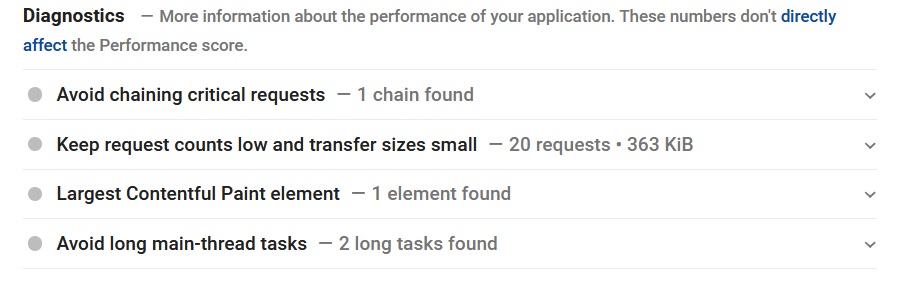 Diagnostics — More information about the performance of your application. These numbers don't directly
affect the Performance score.
Avoid chaining critical requests — 1 chain found
Keep request counts low and transfer sizes small — 20 requests • 363 KiB
Largest Contentful Paint element — 1 element found
Avoid long main-thread tasks — 2 long tasks found